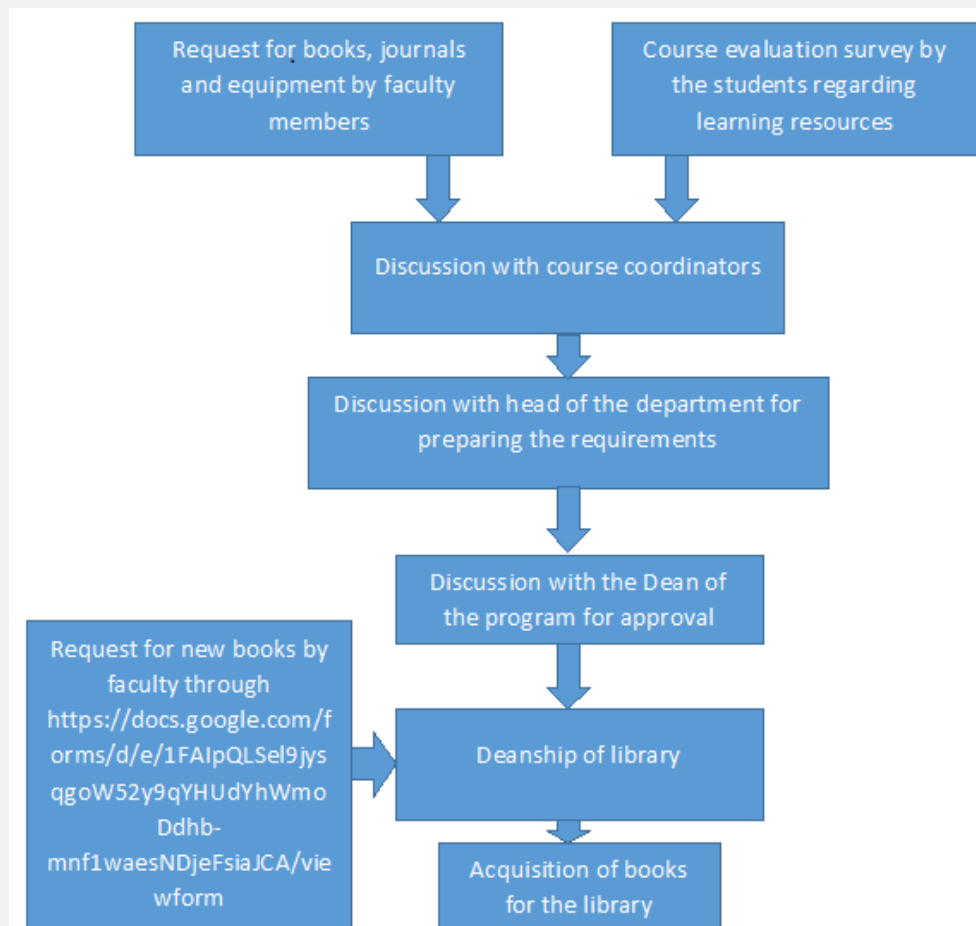 Request for books, journals
and equipment by faculty
members
Course evaluation survey by
the students regarding
learning resources
Discussion with course coordinators
Discussion with head of the department for
preparing the requirements
Discussion with the Dean of
the program for approval
Request for new books by
faculty through
https://docs.google.com/f
orms/d/e/1FAIpQLSel9jys
qgoW52y9qYHUdYhWmo
Ddhb-
mnf1waesNDjeFsiaJCA/vie
wform
Deanship of library
Acquisition of books
for the library